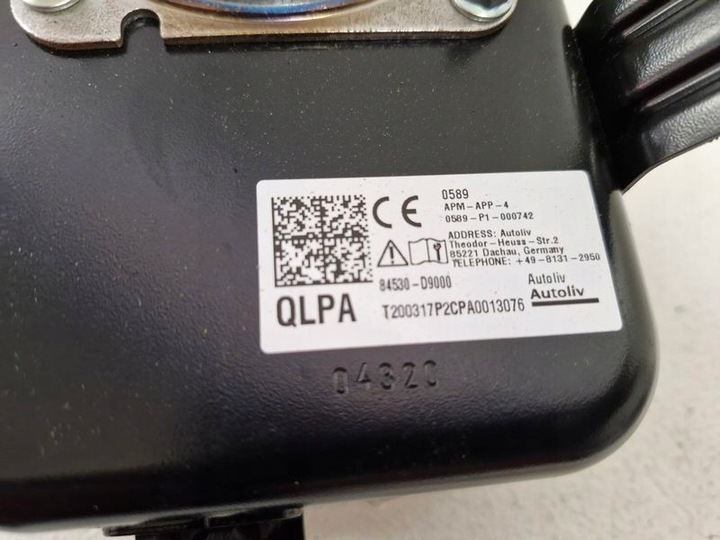 CE 0589
APM-APP-4
0589-P1-000742
ADDRESS: Autoliv
Theodor-Heuss-Str.2
85221 Dachau, Germany
TELEPHONE: +49-8131-2950
84530-D9000
Autoliv
QLPA
T200317P2CPA0013076
Autoliv
04320